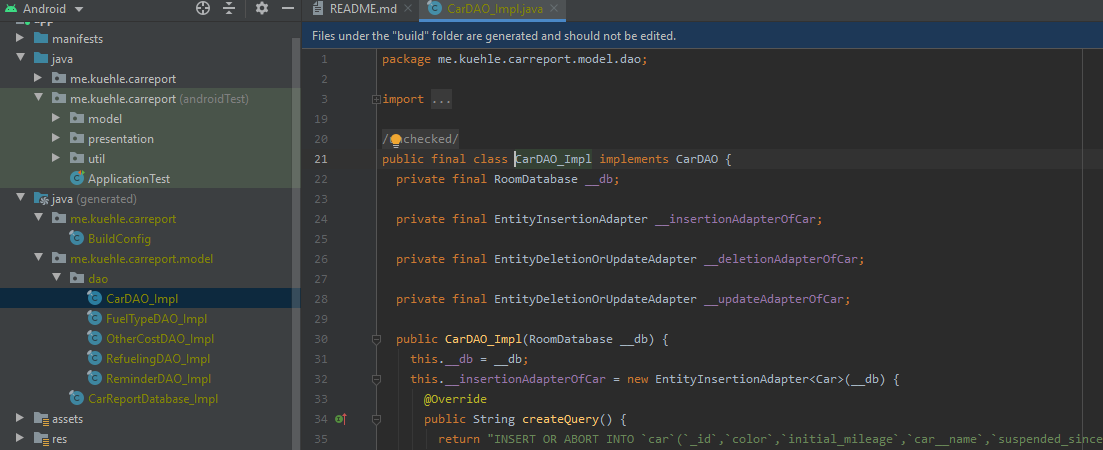 Android
README.md
CarDAO_Impl.java
app
manifests
java
me.kuehle.carreport
me.kuehle.carreport (androidTest)
model
presentation
util
ApplicationTest
java (generated)
me.kuehle.carreport
BuildConfig
me.kuehle.carreport.model
dao
CarDAO_Impl
FuelTypeDAO_Impl
OtherCostDAO_Impl
RefuelingDAO_Impl
ReminderDAO_Impl
CarReportDatabase_Impl
assets
res
Files under the "build" folder are generated and should not be edited.
1 package me.kuehle.carreport.model.dao;
2
3 import ...
19
20 /unchecked/
21 public final class CarDAO_Impl implements CarDAO {
22 private final RoomDatabase __db;
23
24 private final EntityInsertionAdapter __insertionAdapterOfCar;
25
26 private final EntityDeletionOrUpdateAdapter __deletionAdapterOfCar;
27
28 private final EntityDeletionOrUpdateAdapter __updateAdapterOfCar;
29
30 public CarDAO_Impl(RoomDatabase __db) {
31 this.__db = __db;
32 this.__insertionAdapterOfCar = new EntityInsertionAdapter<Car>(__db) {
33 @Override
34 public String createQuery() {
35 return "INSERT OR ABORT INTO `car`(`_id`,`color`,`initial_mileage`,`car__name`,`suspended_since